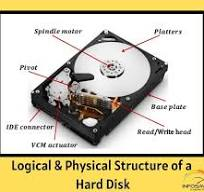 Spindle motor
Platters
Pivot
Base plate
IDE connector
Read/Write head
VCM actuator
Logical & Physical Structure of a
Hard Disk